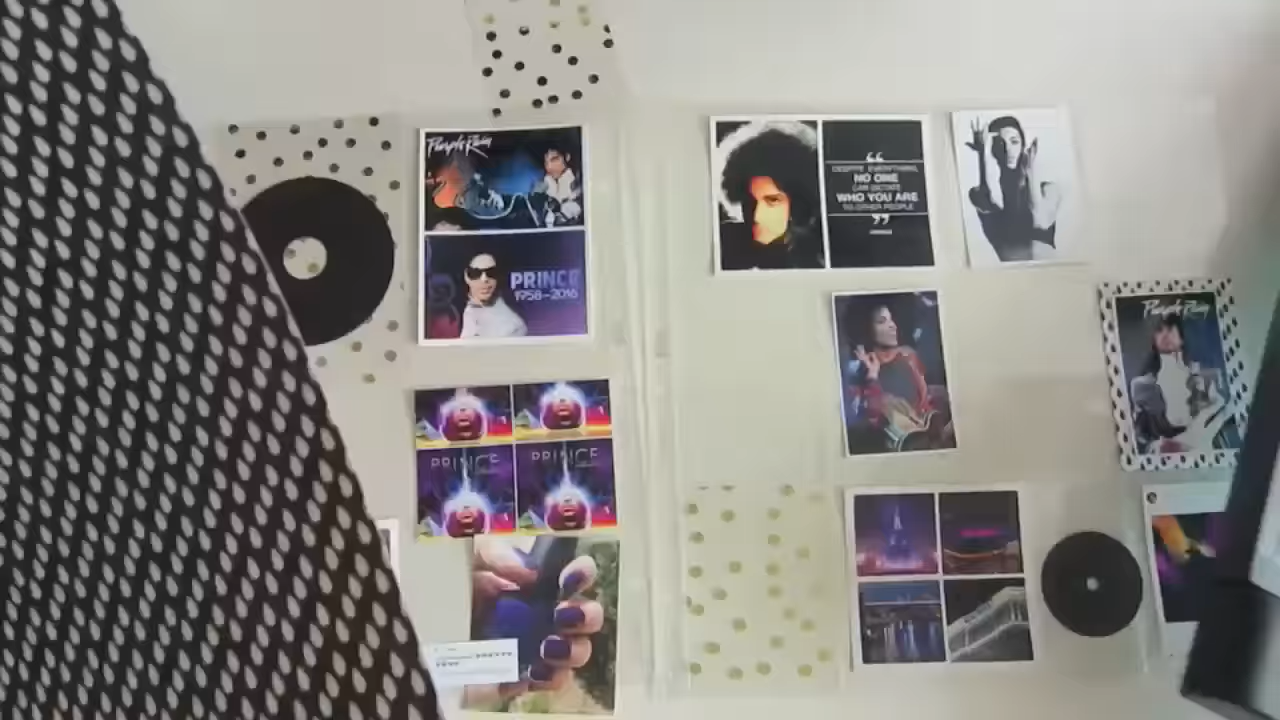 Purple Rain
PRINCE
1958-2016
PRINCE
PRINCE
“
DESPITE EVERYTHING,
NO ONE
CAN DICTATE
WHO YOU ARE
TO OTHER PEOPLE
”
Purple Rain